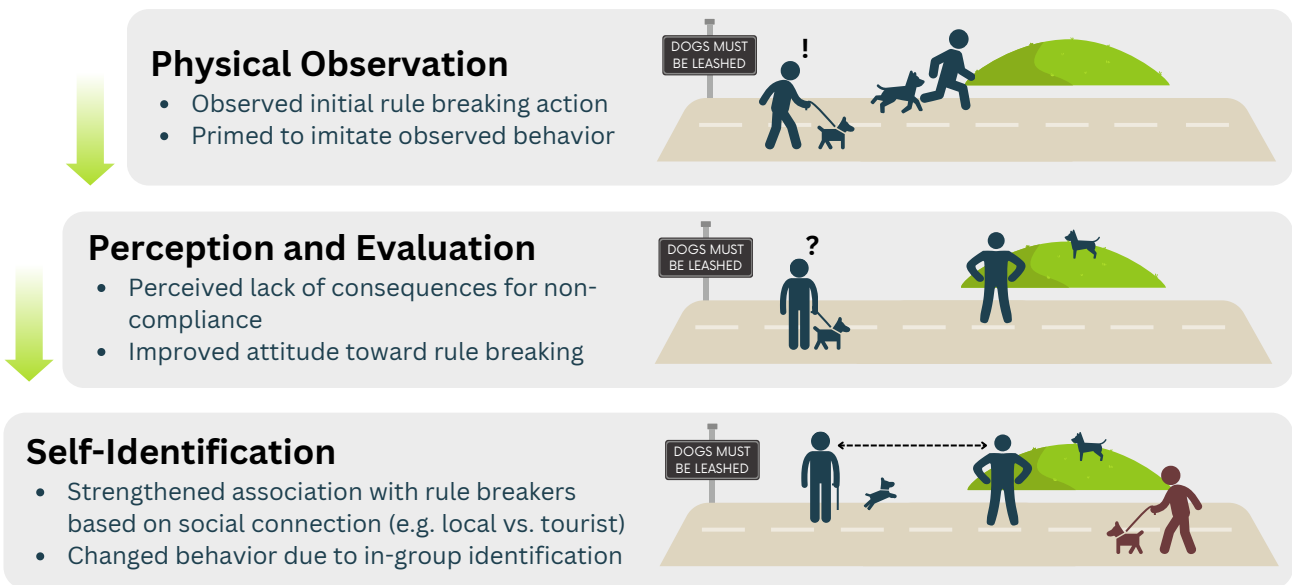 Physical Observation
• Observed initial rule breaking action
• Primed to imitate observed behavior
DOGS MUST
BE LEASHED
!
Perception and Evaluation
• Perceived lack of consequences for non-
compliance
• Improved attitude toward rule breaking
DOGS MUST
BE LEASHED
?
Self-Identification
• Strengthened association with rule breakers
based on social connection (e.g. local vs. tourist)
• Changed behavior due to in-group identification
DOGS MUST
BE LEASHED